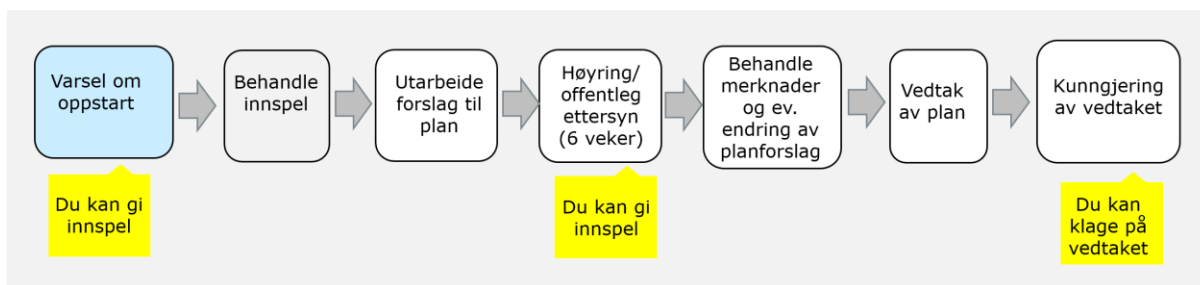 Varsel om
oppstart
Behandle
innspel
Utarbeide
forslag til
plan
Høyring/
offentleg
ettersyn
(6 veker)
Behandle
merknader
og ev.
endring av
planforslag
Vedtak
av plan
Kunngjering
av vedtaket
Du kan gi
innspel
Du kan gi
innspel
Du kan
klage på
vedtaket